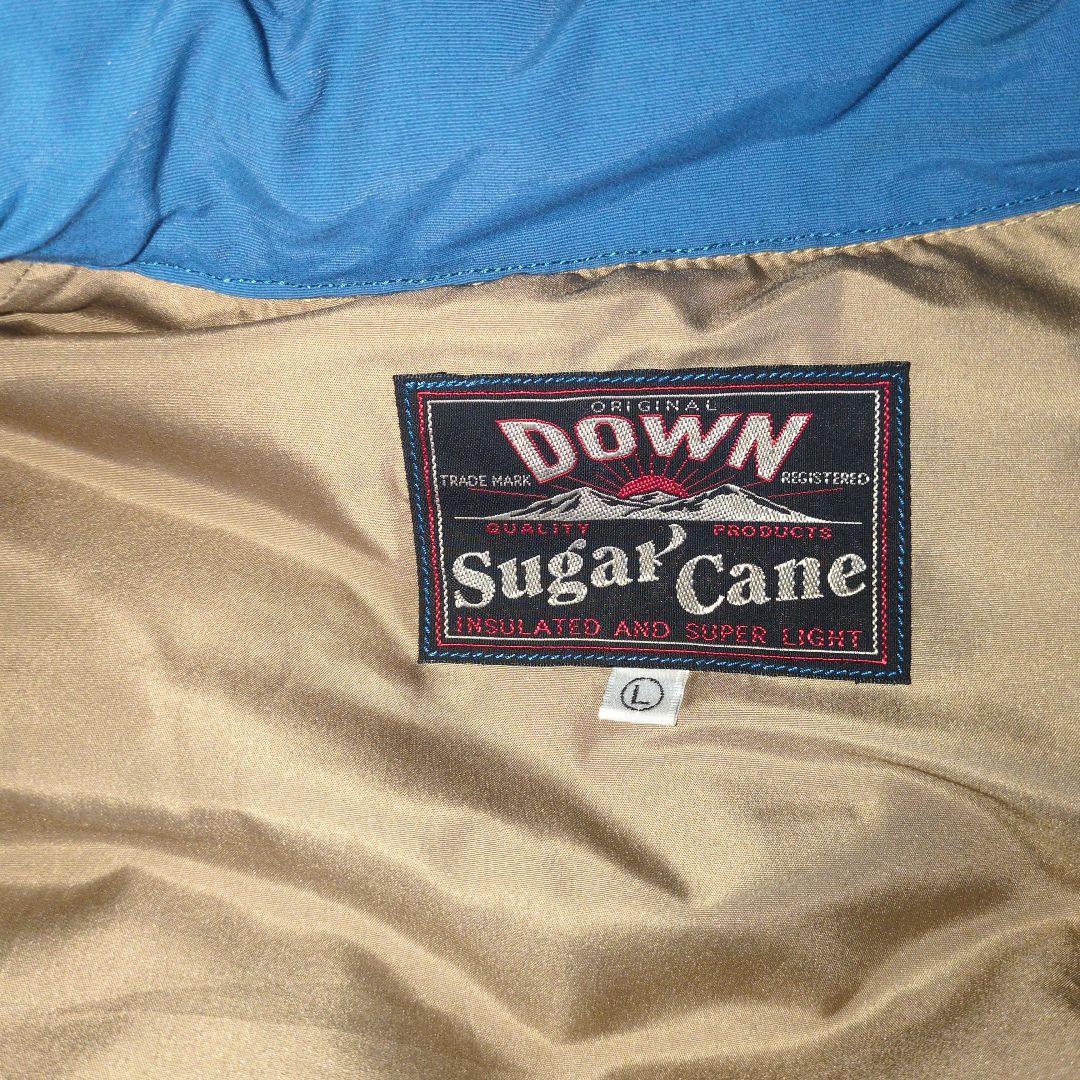 ORIGINAL
DOWN
TRADE MARK REGISTERED
QUALITY PRODUCTS
Sugar Cane
INSULATED AND SUPER LIGHT
L